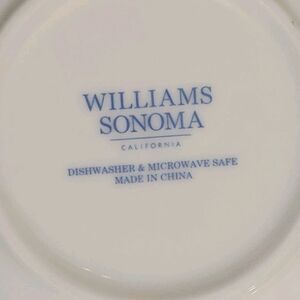 WILLIAMS
SONOMA
CALIFORNIA
DISHWASHER & MICROWAVE SAFE
MADE IN CHINA